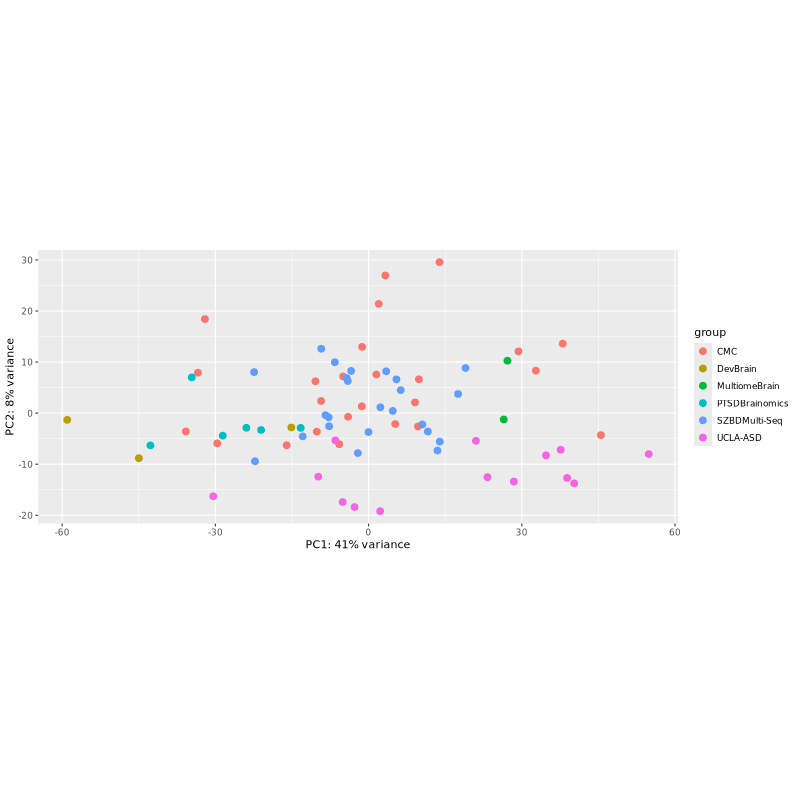 30
20
10
0
-10
-20
PC2: 8% variance
-60
-30
0
30
60
PC1: 41% variance
group
CMC
DevBrain
MultiomeBrain
PTSDBrainomics
SZBDMulti-Seq
UCLA-ASD